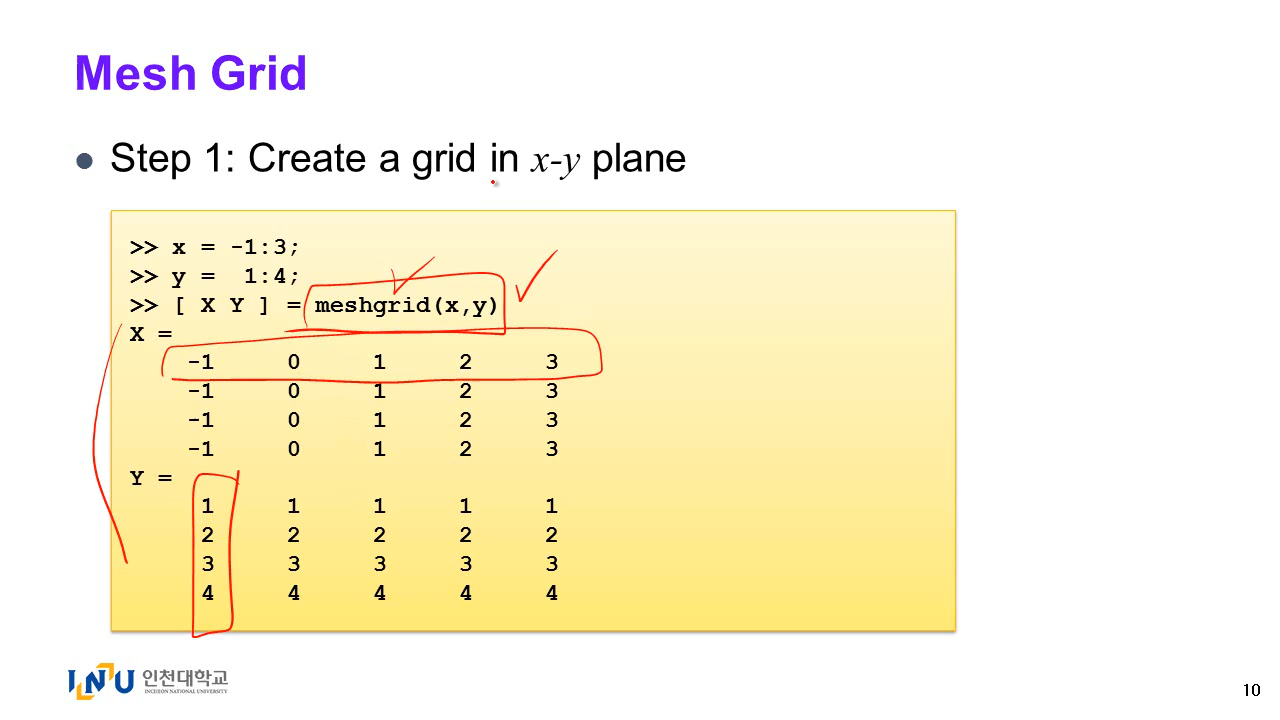 Mesh Grid
● Step 1: Create a grid in x-y plane
>> x = -1:3;
>> y =  1:4;
>> [ X Y ] = meshgrid(x,y)
X =
-1 0 1 2 3
-1 0 1 2 3
-1 0 1 2 3
-1 0 1 2 3
Y =
1 1 1 1 1
2 2 2 2 2
3 3 3 3 3
4 4 4 4 4
INU 인천대학교
INCHEON NATIONAL UNIVERSITY
10